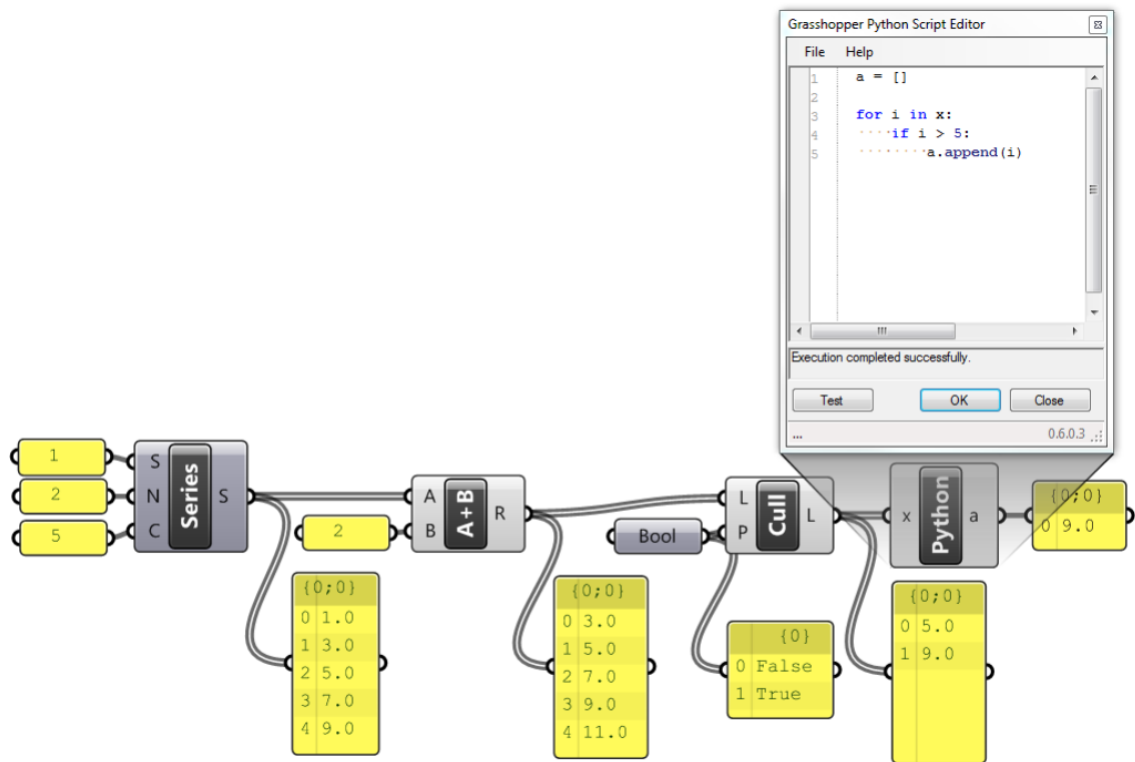 Grasshopper Python Script Editor
File Help
1 a = []
2
3 for i in x:
4 ····if i > 5:
5 ········a.append(i)
Execution completed successfully.
Test OK Close
... 0.6.0.3
1
2
5
S
N
C
Series
S
2
A
B
A+B
R
Bool
L
P
Cull
L
x
Python
a
{0;0}
0 9.0
{0;0}
0 1.0
1 3.0
2 5.0
3 7.0
4 9.0
{0;0}
0 3.0
1 5.0
2 7.0
3 9.0
4 11.0
{0}
0 False
1 True
{0;0}
0 5.0
1 9.0